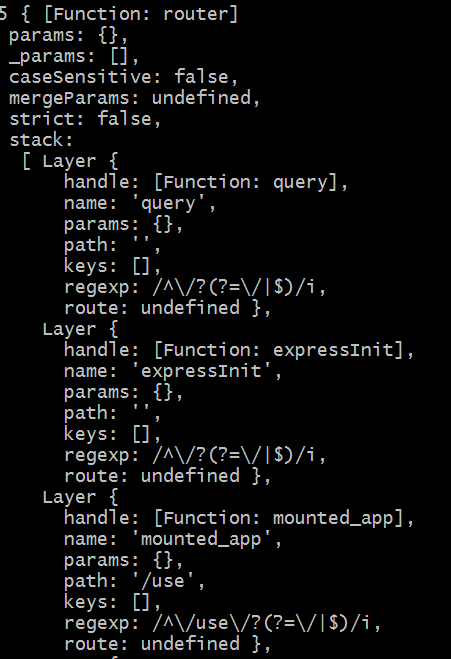 5 { [Function: router]
params: {},
_params: [],
caseSensitive: false,
mergeParams: undefined,
strict: false,
stack:
[ Layer {
handle: [Function: query],
name: 'query',
params: {},
path: '',
keys: [],
regexp: /^\/?(?=\/|$)/i,
route: undefined },
Layer {
handle: [Function: expressInit],
name: 'expressInit',
params: {},
path: '',
keys: [],
regexp: /^\/?(?=\/|$)/i,
route: undefined },
Layer {
handle: [Function: mounted_app],
name: 'mounted_app',
params: {},
path: '/use',
keys: [],
regexp: /^\/use\/?(?=\/|$)/i,
route: undefined },